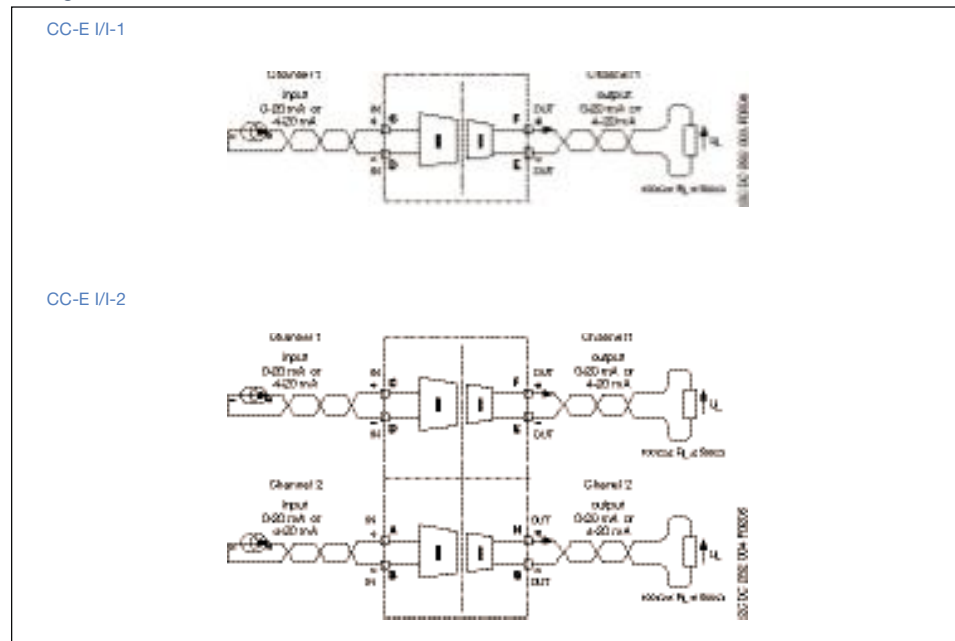 CC-E I/I-1
Channel 1
Channel 1
input
output
0-20 mA or
4-20 mA
0-20 mA or
4-20 mA
IN
+
C
F
OUT
+
I
I
-
D
E
-
IN
OUT
CC-E I/I-2
Channel 1
Channel 1
input
output
0-20 mA or
4-20 mA
0-20 mA or
4-20 mA
IN
+
C
F
OUT
+
I
I
-
D
E
-
IN
OUT
Channel 2
Channel 2
input
output
0-20 mA or
4-20 mA
0-20 mA or
4-20 mA
IN
+
A
H
OUT
+
I
I
-
B
-
IN
OUT